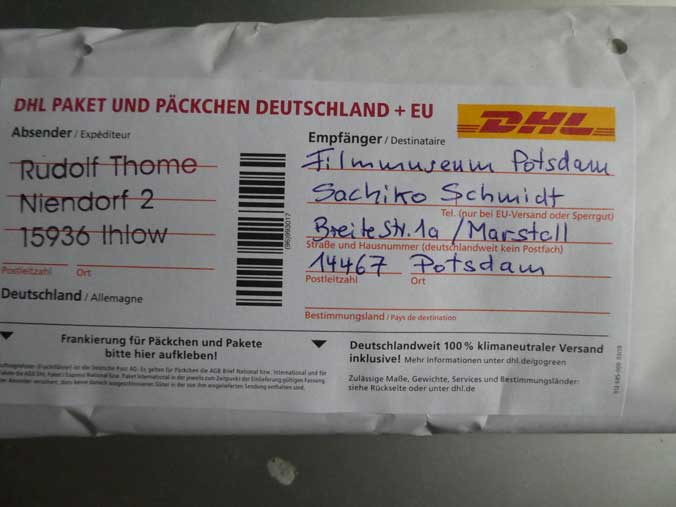 DHL PAKET UND PÄCKCHEN DEUTSCHLAND + EU
DHL
Absender / Expéditeur
Rudolf Thome
Niendorf 2
15936 Ihlow
Postleitzahl Ort
Deutschland / Allemagne
Empfänger / Destinataire
Filmmuseum Potsdam
Sachiko Schmidt
Tel. (nur bei EU-Versand oder Sperrgut)
Breite Str. 1a / Marstall
Straße und Hausnummer (deutschlandweit kein Postfach)
14467 Potsdam
Postleitzahl Ort
Bestimmungsland / Pays de destination
Frankierung für Päckchen und Pakete
bitte hier aufkleben!
Deutschlandweit 100 % klimaneutraler Versand
inklusive! Mehr Informationen unter dhl.de/gogreen
Zulässige Maße, Gewichte, Services und Bestimmungsländer:
siehe Rückseite oder unter dhl.de